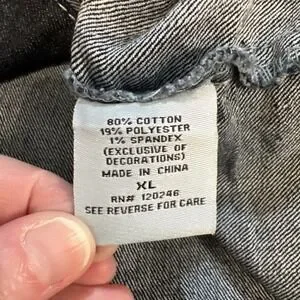 80% COTTON
19% POLYESTER
1% SPANDEX
(EXCLUSIVE OF
DECORATIONS)
MADE IN CHINA
XL
RN# 120246
SEE REVERSE FOR CARE